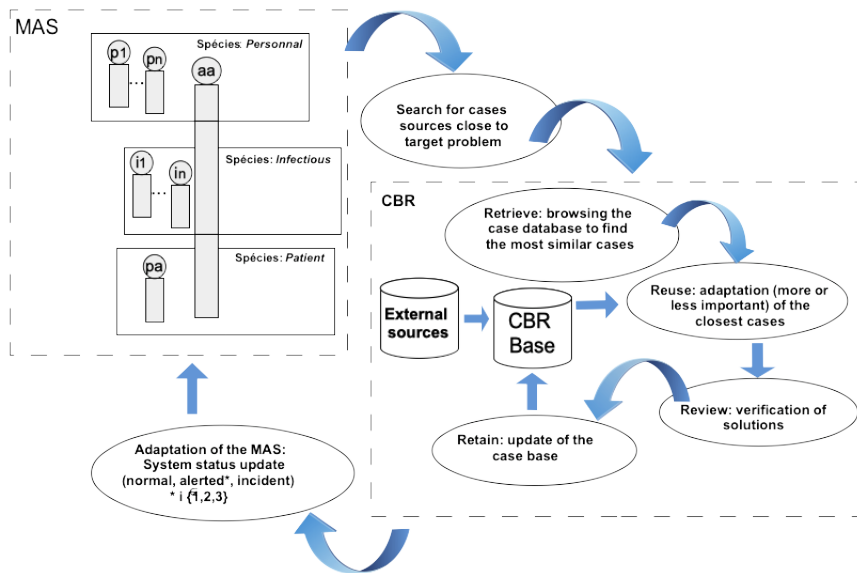 MAS
Spécies: Personnal
p1
pn
...
aa
Spécies: Infectious
i1
in
...
Spécies: Patient
pa
Search for cases
sources close to
target problem
CBR
Retrieve: browsing the
case database to find
the most similar cases
External
sources
CBR
Base
Reuse: adaptation (more or
less important) of the
closest cases
Review: verification of
solutions
Retain: update of the
case base
Adaptation of the MAS:
System status update
(normal, alerted*, incident)
* i {1,2,3}